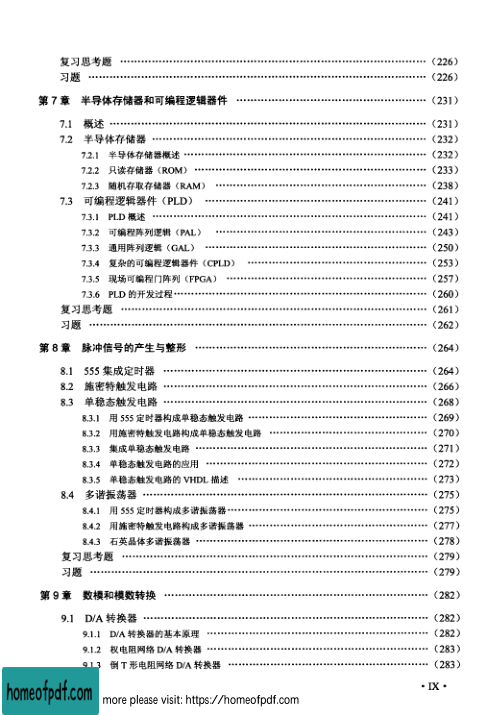 复习思考题 ……………………………………………………（226）
习题 ……………………………………………………（226）
第 7 章 半导体存储器和可编程逻辑器件 ……………………………………（231）
7.1 概述 ……………………………………………………（231）
7.2 半导体存储器 ……………………………………………………（232）
7.2.1 半导体存储器概述 ……………………………………………（232）
7.2.2 只读存储器（ROM） ……………………………………………（233）
7.2.3 随机存取存储器（RAM） ……………………………………………（238）
7.3 可编程逻辑器件（PLD） ……………………………………………（241）
7.3.1 PLD 概述 ……………………………………………（241）
7.3.2 可编程阵列逻辑（PAL） ……………………………………………（243）
7.3.3 通用阵列逻辑（GAL） ……………………………………………（250）
7.3.4 复杂的可编程逻辑器件（CPLD） ……………………………………（253）
7.3.5 现场可编程门阵列（FPGA） ……………………………………（257）
7.3.6 PLD 的开发过程 ……………………………………………（260）
复习思考题 ……………………………………………………（261）
习题 ……………………………………………………（262）
第 8 章 脉冲信号的产生与整形 ……………………………………………（264）
8.1 555 集成定时器 ……………………………………………（264）
8.2 施密特触发电路 ……………………………………………（266）
8.3 单稳态触发电路 ……………………………………………（268）
8.3.1 用 555 定时器构成单稳态触发电路 ……………………………………（269）
8.3.2 用施密特触发电路构成单稳态触发电路 ……………………………………（270）
8.3.3 集成单稳态触发电路 ……………………………………………（271）
8.3.4 单稳态触发电路的应用 ……………………………………………（272）
8.3.5 单稳态触发电路的 VHDL 描述 ……………………………………（273）
8.4 多谐振荡器 ……………………………………………………（275）
8.4.1 用 555 定时器构成多谐振荡器 ……………………………………（275）
8.4.2 用施密特触发电路构成多谐振荡器 ……………………………………（277）
8.4.3 石英晶体多谐振荡器 ……………………………………………（278）
复习思考题 ……………………………………………………（279）
习题 ……………………………………………………（279）
第 9 章 数模和模数转换 ……………………………………………（282）
9.1 D/A 转换器 ……………………………………………………（282）
9.1.1 D/A 转换器的基本原理 ……………………………………………（282）
9.1.2 权电阻网络 D/A 转换器 ……………………………………………（283）
9.1.3 倒 T 形电阻网络 D/A 转换器 ……………………………………（283）
· IX ·
homeofpdf.com
more please visit: https://homeofpdf.com